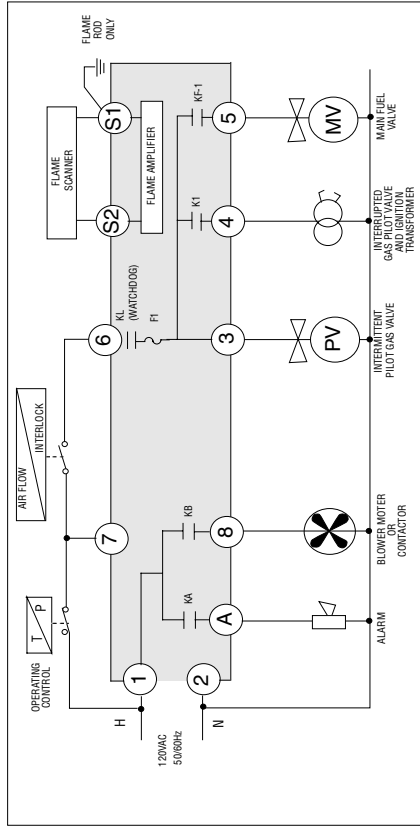 OPERATING
CONTROL
T
P
AIR FLOW
INTERLOCK
FLAME
SCANNER
FLAME
ROD
ONLY
H
120VAC
50/60Hz
N
1
2
7
6
S2
S1
KL
(WATCHDOG)
F1
FLAME AMPLIFIER
KA
KB
K1
KF-1
A
8
3
4
5
PV
MV
ALARM
BLOWER MOTER
OR
CONTACTOR
INTERMITTENT
PILOT GAS VALVE
INTERRUPTED
GAS PILOT VALVE
AND IGNITION
TRANSFORMER
MAIN FUEL
VALVE